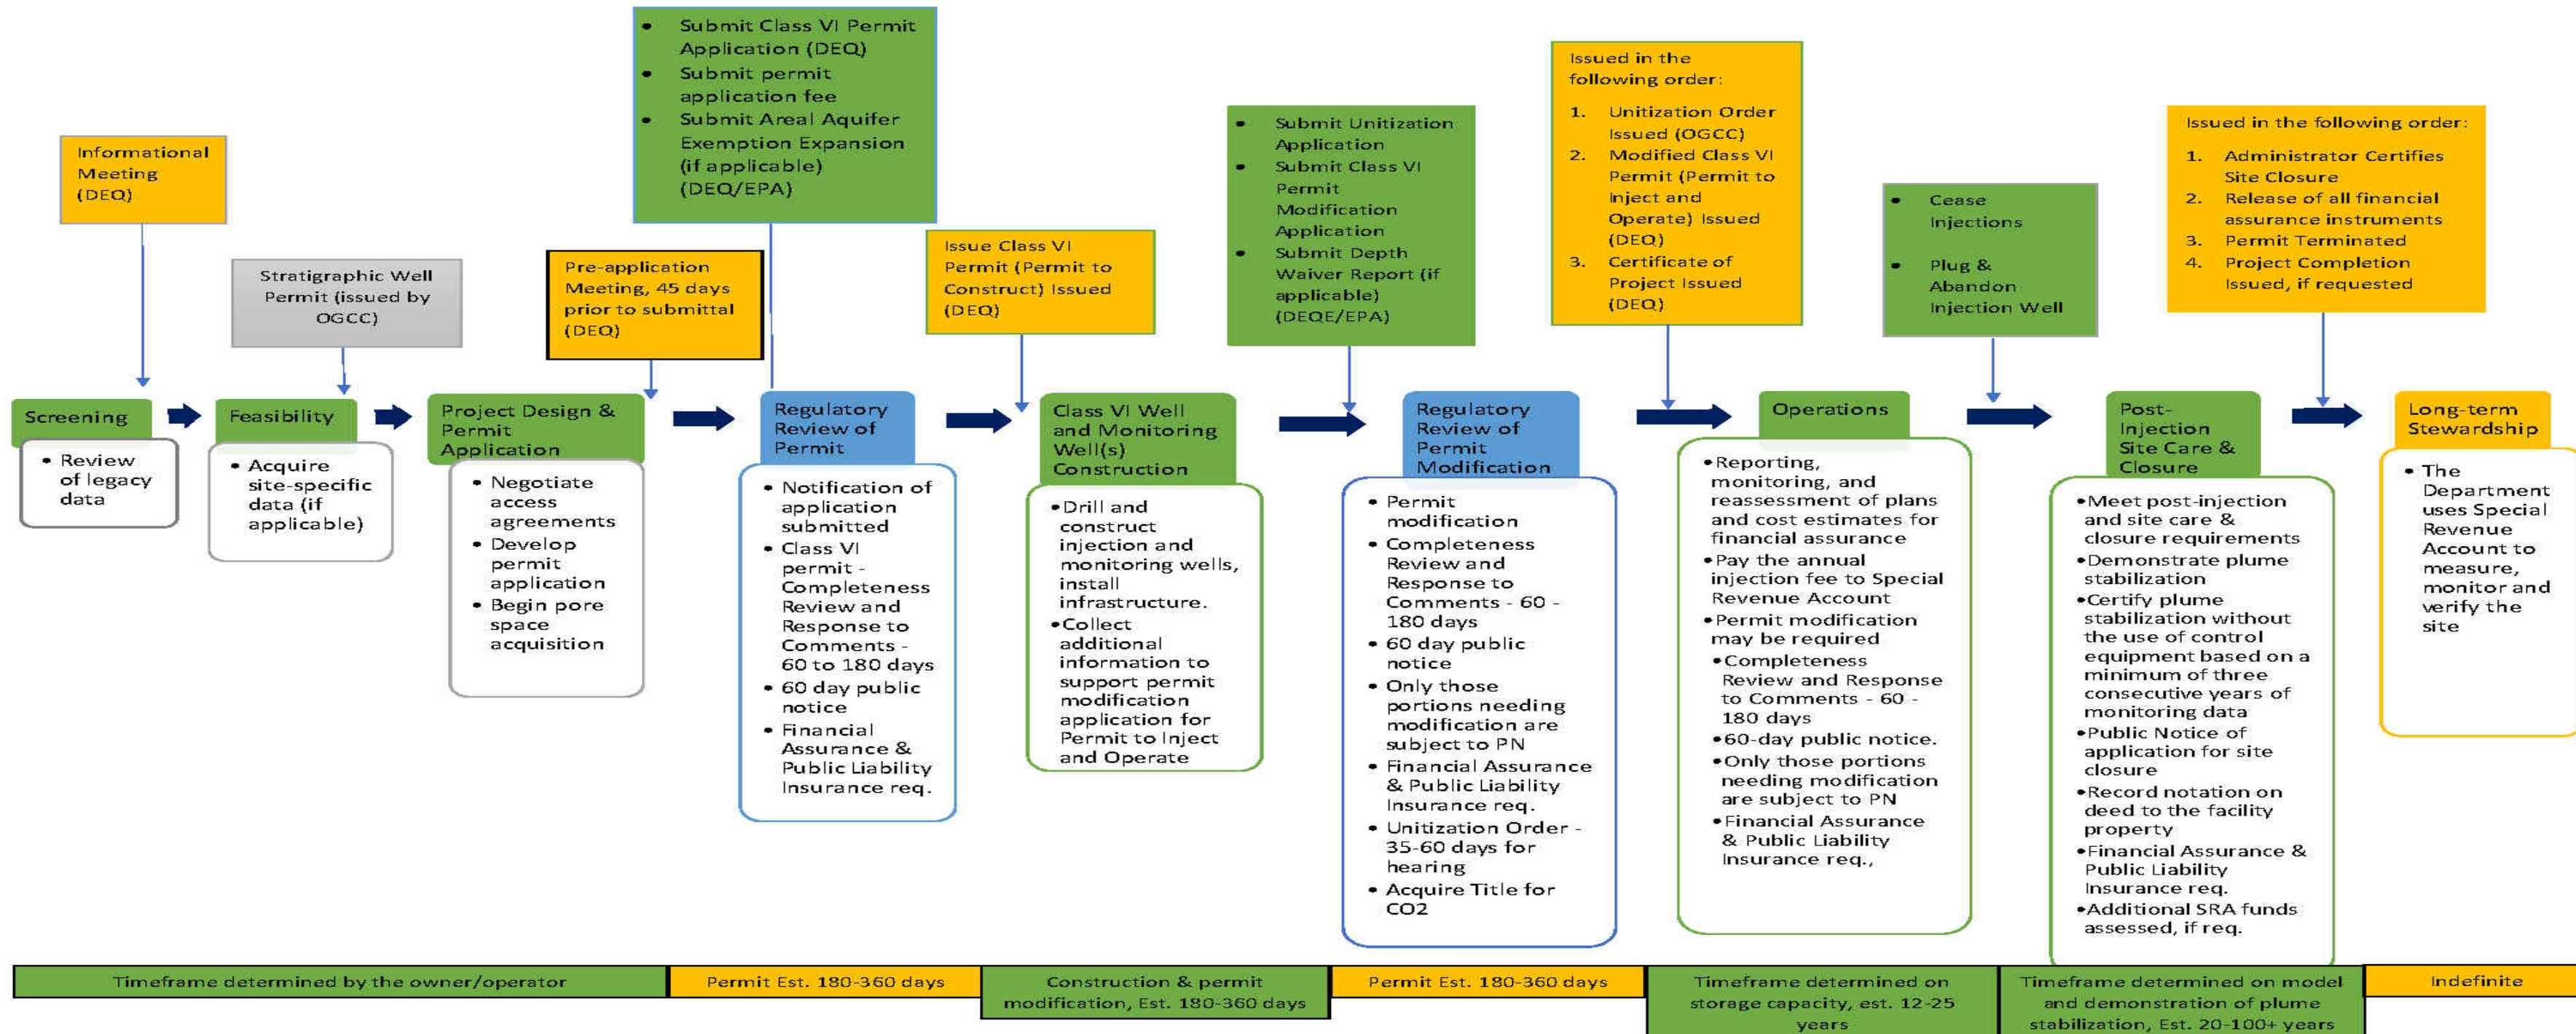 Informational
Meeting
(DEQ)
Stratigraphic Well
Permit (issued by
OGCC)
Pre-application
Meeting, 45 days
prior to submittal
(DEQ)
• Submit Class VI Permit
Application (DEQ)
• Submit permit
application fee
• Submit Areal Aquifer
Exemption Expansion
(if applicable)
(DEQ/EPA)
Issue Class VI
Permit (Permit to
Construct) Issued
(DEQ)
• Submit Unitization
Application
• Submit Class VI
Permit
Modification
Application
• Submit Depth
Waiver Report (if
applicable)
(DEQE/EPA)
Issued in the
following order:
1. Unitization Order
Issued (OGCC)
2. Modified Class VI
Permit (Permit to
Inject and
Operate) Issued
(DEQ)
3. Certificate of
Project Issued
(DEQ)
• Cease
Injections
• Plug &
Abandon
Injection Well
Issued in the following order:
1. Administrator Certifies
Site Closure
2. Release of all financial
assurance instruments
3. Permit Terminated
4. Project Completion
Issued, if requested
Screening
• Review
of legacy
data
Feasibility
• Acquire
site-specific
data (if
applicable)
Project Design &
Permit
Application
• Negotiate
access
agreements
• Develop
permit
application
• Begin pore
space
acquisition
Regulatory
Review of
Permit
• Notification of
application
submitted
• Class VI
permit -
Completeness
Review and
Response to
Comments -
60 to 180 days
• 60 day public
notice
• Financial
Assurance &
Public Liability
Insurance req.
Class VI Well
and Monitoring
Well(s)
Construction
•Drill and
construct
injection and
monitoring wells,
install
infrastructure.
•Collect
additional
information to
support permit
modification
application for
Permit to Inject
and Operate
Regulatory
Review of
Permit
Modification
• Permit
modification
• Completeness
Review and
Response to
Comments - 60 -
180 days
• 60 day public
notice
• Only those
portions needing
modification are
subject to PN
• Financial Assurance
& Public Liability
Insurance req.
• Unitization Order -
35-60 days for
hearing
• Acquire Title for
CO2
Operations
•Reporting,
monitoring, and
reassessment of plans
and cost estimates for
financial assurance
•Pay the annual
injection fee to Special
Revenue Account
•Permit modification
may be required
•Completeness
Review and Response
to Comments - 60 -
180 days
•60-day public notice.
•Only those portions
needing modification
are subject to PN
•Financial Assurance
& Public Liability
Insurance req.,
Post-
Injection
Site Care &
Closure
•Meet post-injection
and site care &
closure requirements
•Demonstrate plume
stabilization
•Certify plume
stabilization without
the use of control
equipment based on a
minimum of three
consecutive years of
monitoring data
•Public Notice of
application for site
closure
•Record notation on
deed to the facility
property
•Financial Assurance &
Public Liability
Insurance req.
•Additional SRA funds
assessed, if req.
Long-term
Stewardship
• The
Department
uses Special
Revenue
Account to
measure,
monitor and
verify the
site
Timeframe determined by the owner/operator
Permit Est. 180-360 days
Construction & permit
modification, Est. 180-360 days
Permit Est. 180-360 days
Timeframe determined on
storage capacity, est. 12-25
years
Timeframe determined on model
and demonstration of plume
stabilization, Est. 20-100+ years
Indefinite